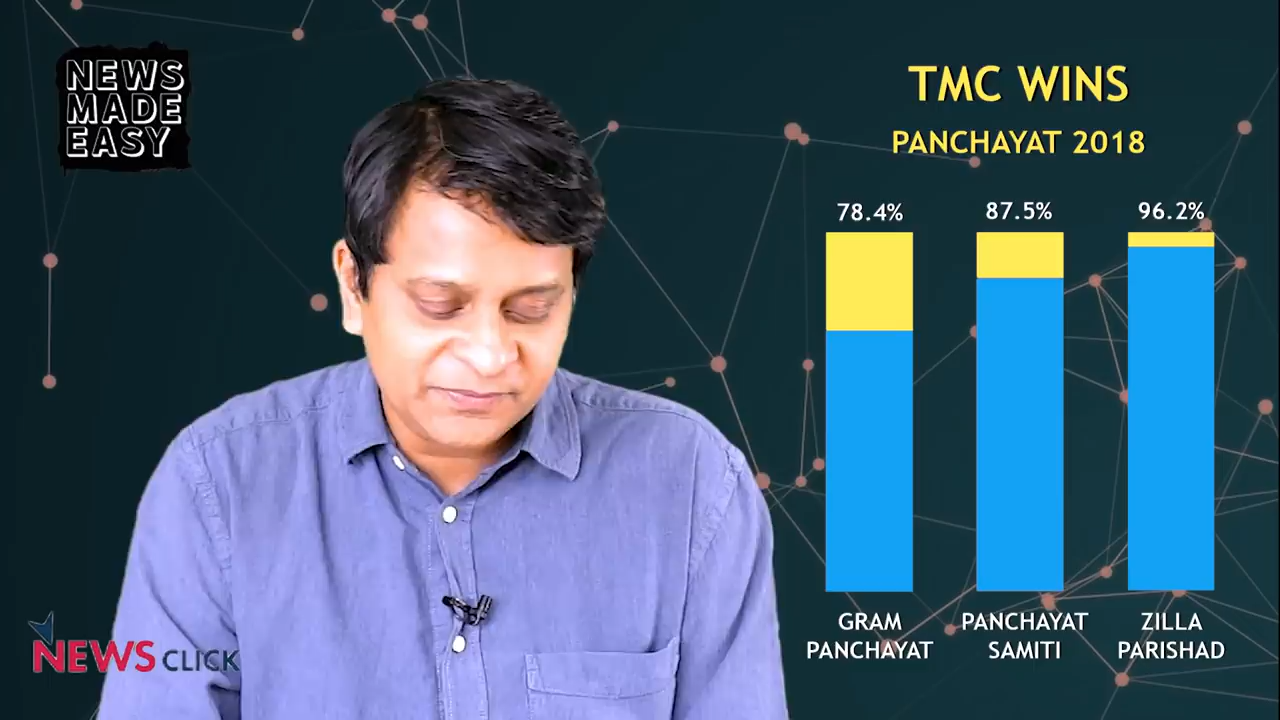 NEWS
MADE
EASY
TMC WINS
PANCHAYAT 2018
78.4%
87.5%
96.2%
GRAM
PANCHAYAT
PANCHAYAT
SAMITI
ZILLA
PARISHAD
NEWS CLICK